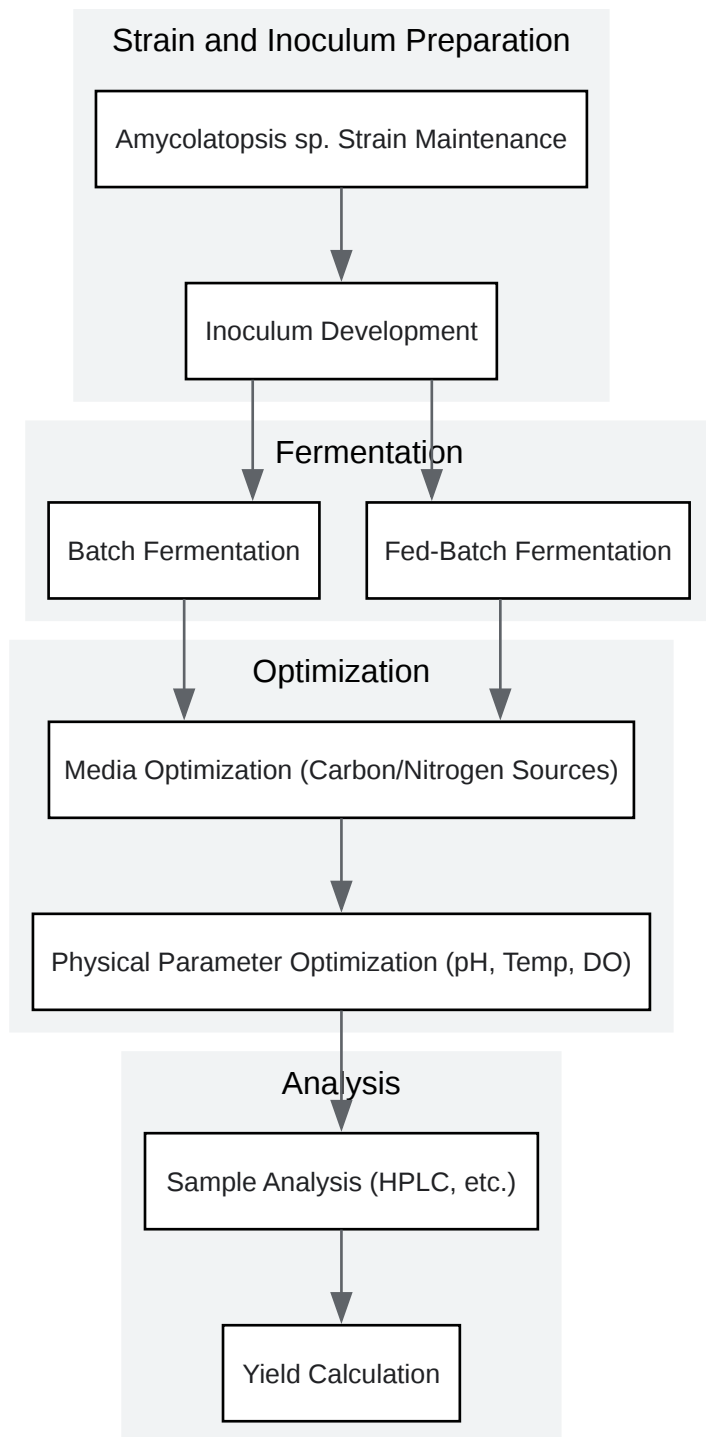 Strain and Inoculum Preparation
Amycolatopsis sp. Strain Maintenance
Inoculum Development
Fermentation
Batch Fermentation
Fed-Batch Fermentation
Optimization
Media Optimization (Carbon/Nitrogen Sources)
Physical Parameter Optimization (pH, Temp, DO)
Analysis
Sample Analysis (HPLC, etc.)
Yield Calculation